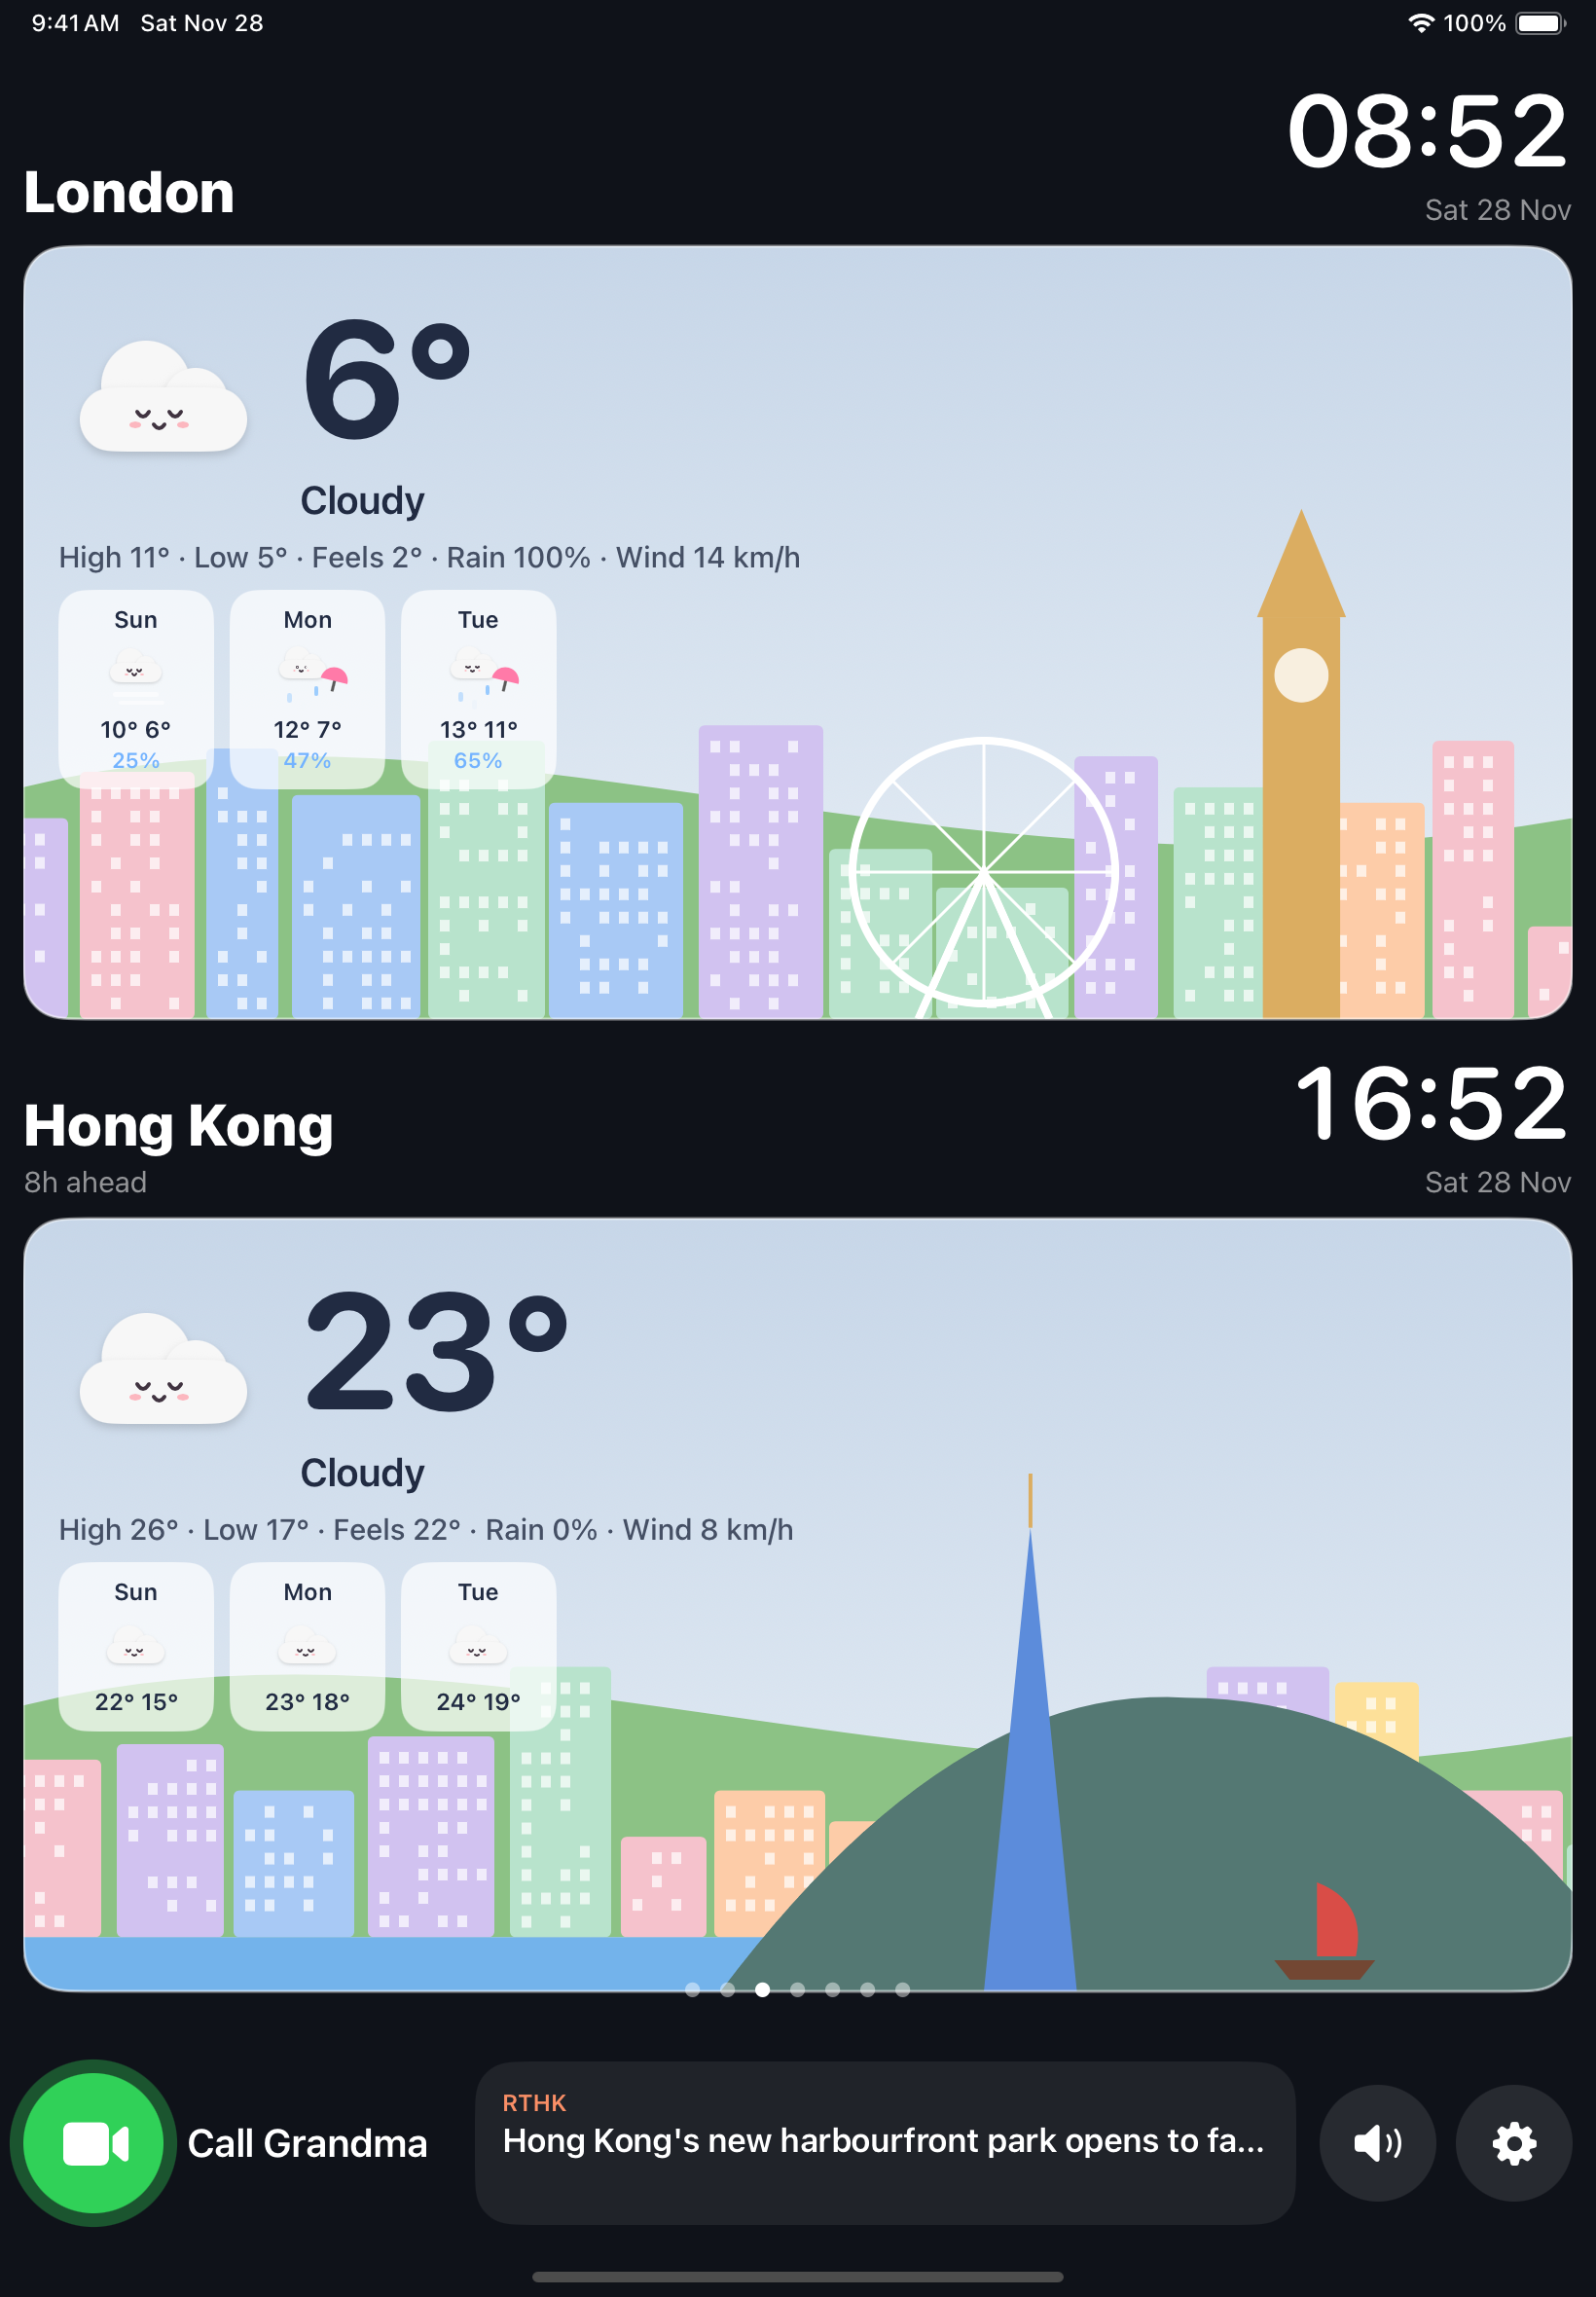 9:41 AM Sat Nov 28
100%
London
08:52
Sat 28 Nov
6°
Cloudy
High 11° · Low 5° · Feels 2° · Rain 100% · Wind 14 km/h
Sun Mon Tue
10° 6° 12° 7° 13° 11°
25% 47% 65%
Hong Kong
16:52
8h ahead
Sat 28 Nov
23°
Cloudy
High 26° · Low 17° · Feels 22° · Rain 0% · Wind 8 km/h
Sun Mon Tue
22° 15° 23° 18° 24° 19°
Call Grandma
RTHK
Hong Kong's new harbourfront park opens to fa...